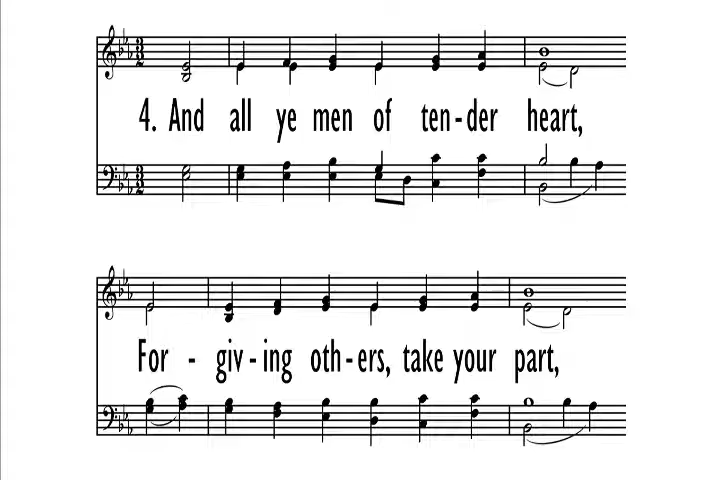 4. And all ye men of ten-der heart,
For - giv - ing oth-ers, take your part,